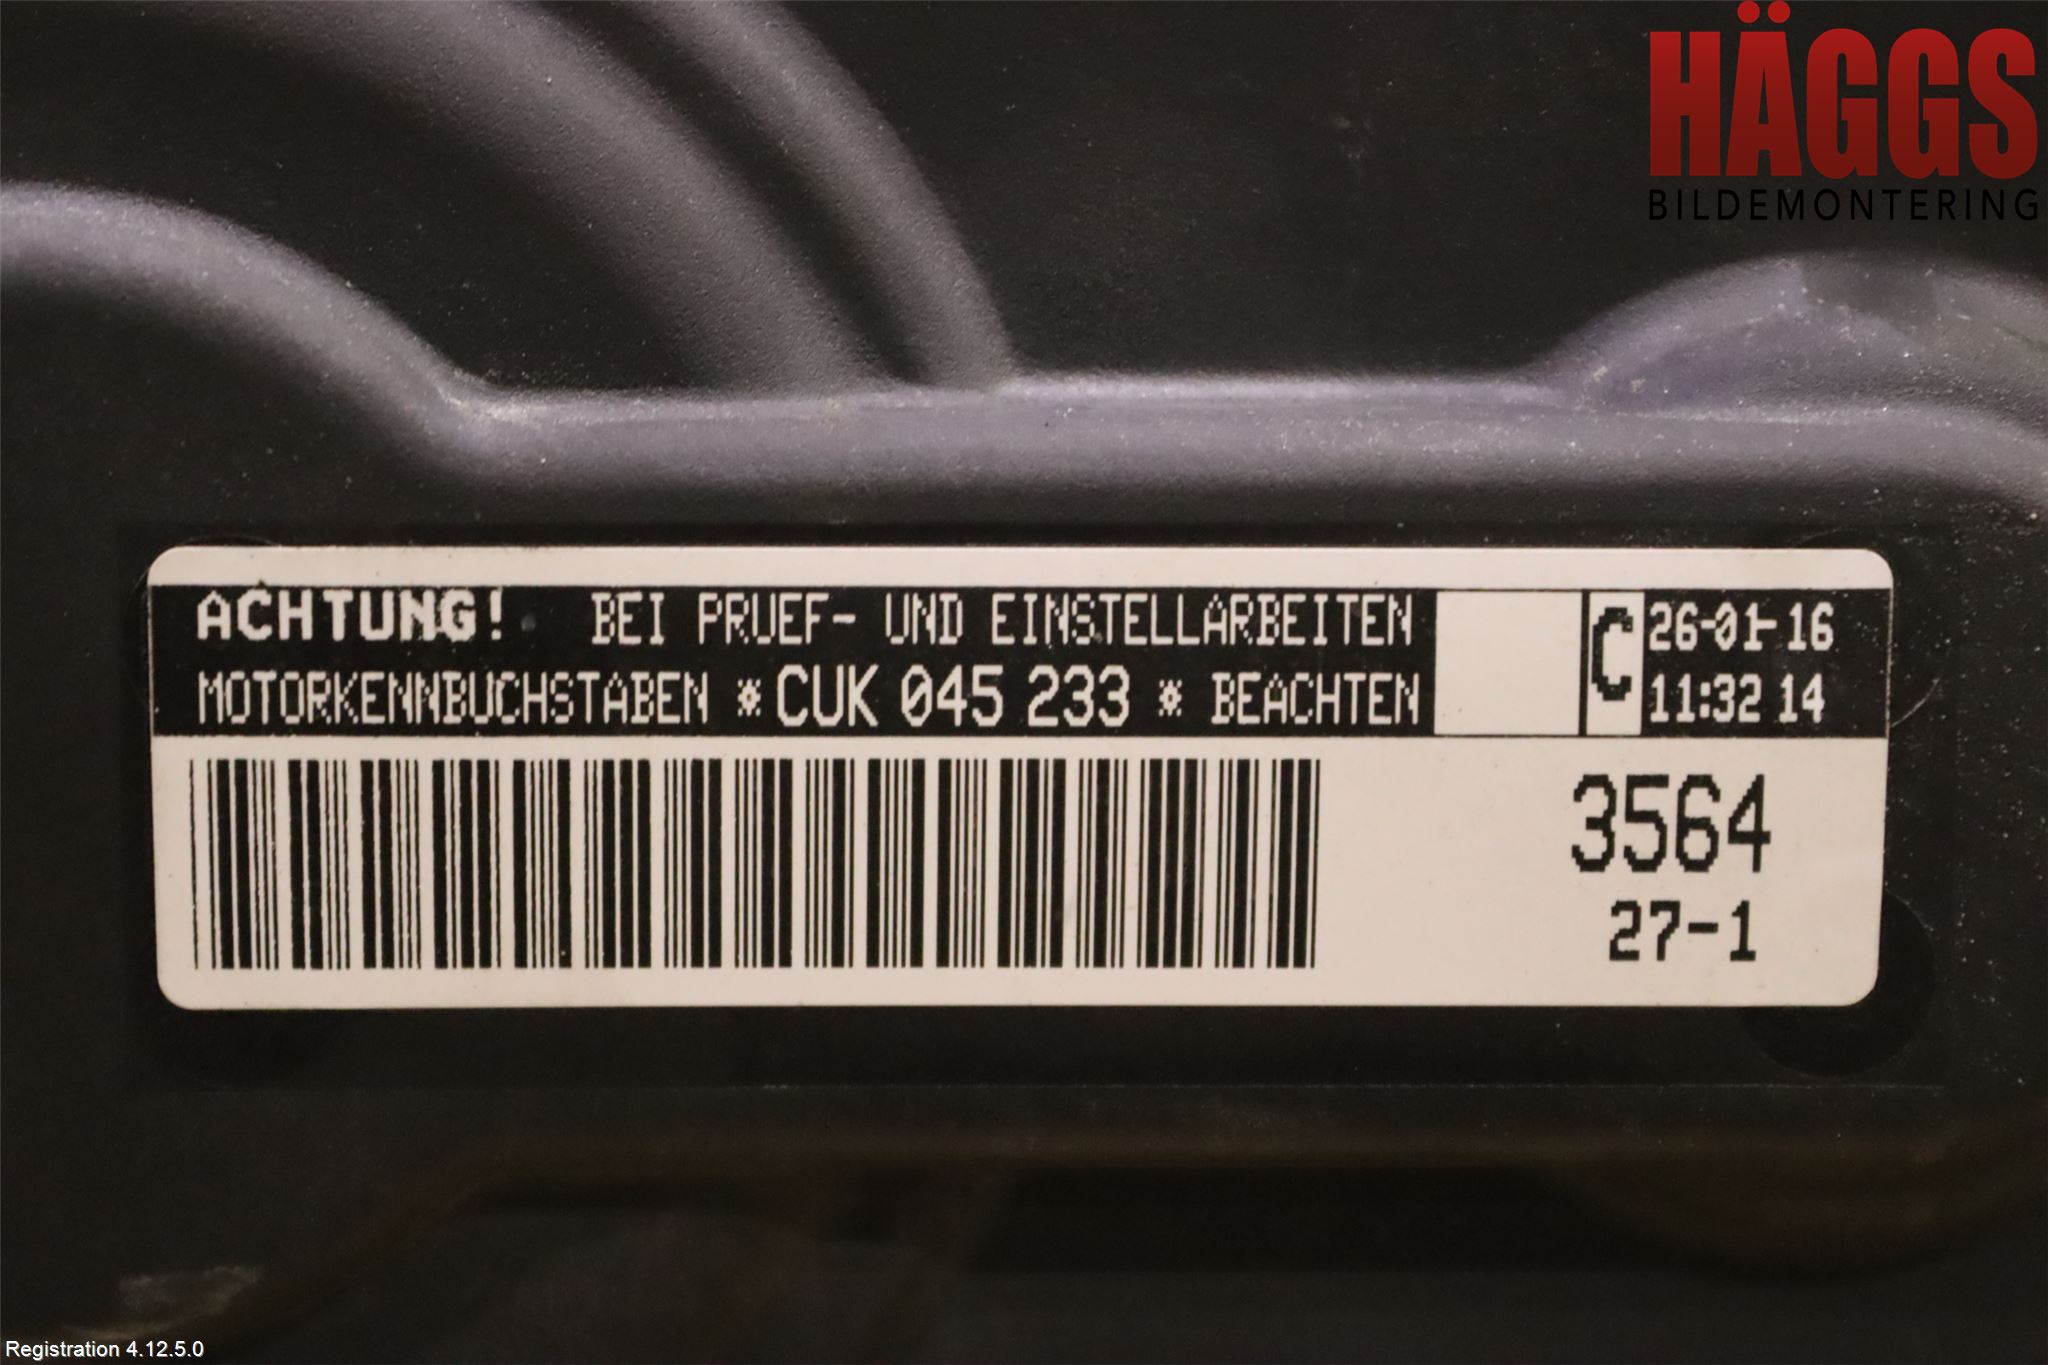 HÄGGS
BILDEMONTERING
ACHTUNG! BEI PRUEF- UND EINSTELLARBEITEN
MOTORKENNBUCHSTABEN *CUK 045 233 * BEACHTEN
C
26-01-16
11:32 14
3564
27-1
Registration 4.12.5.0